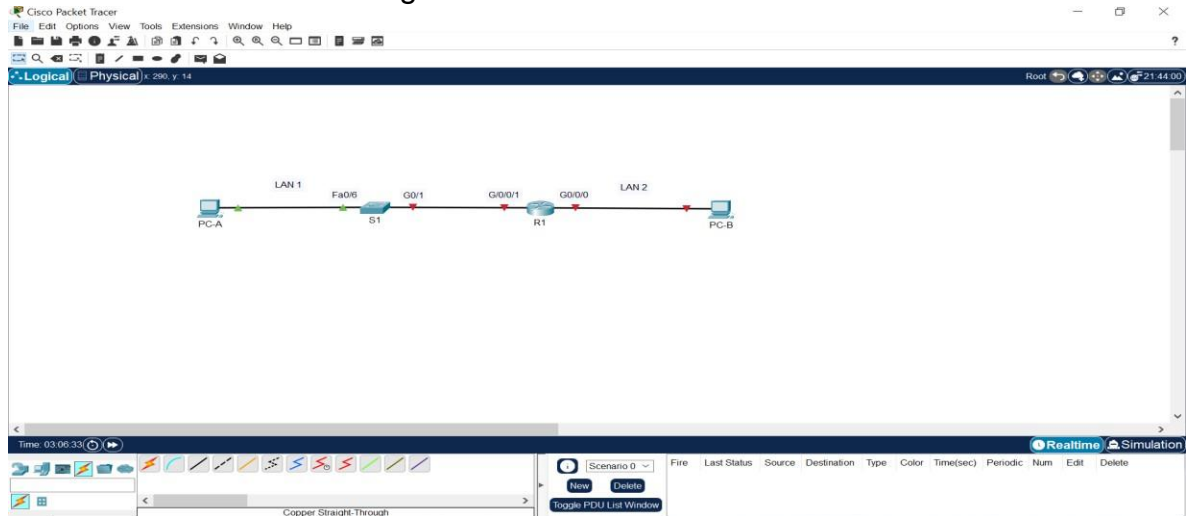 Cisco Packet Tracer
File Edit Options View Tools Extensions Window Help
?
Logical Physical x: 290, y: 14 Root 21:44:00
LAN 1 LAN 2
Fa0/6 G0/1 G/0/0/1 G0/0/0
PC-A S1 R1 PC-B
Time: 03:06:33 Realtime Simulation
Scenario 0 Fire Last Status Source Destination Type Color Time(sec) Periodic Num Edit Delete
New Delete
Toggle PDU List Window
Copper Straight-Through